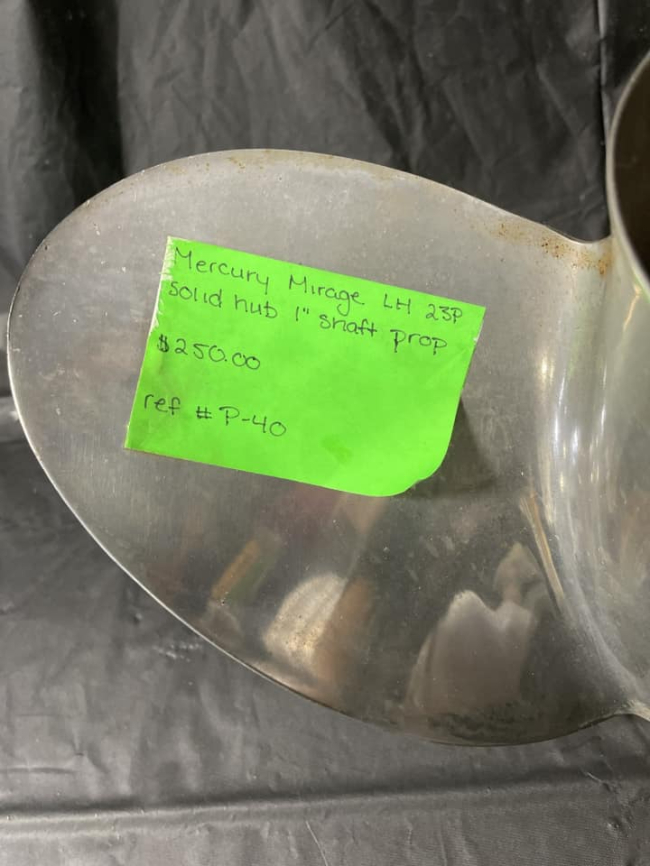 Mercury Mirage LH 23P
solid hub 1" shaft prop
$250.00
ref # P-40